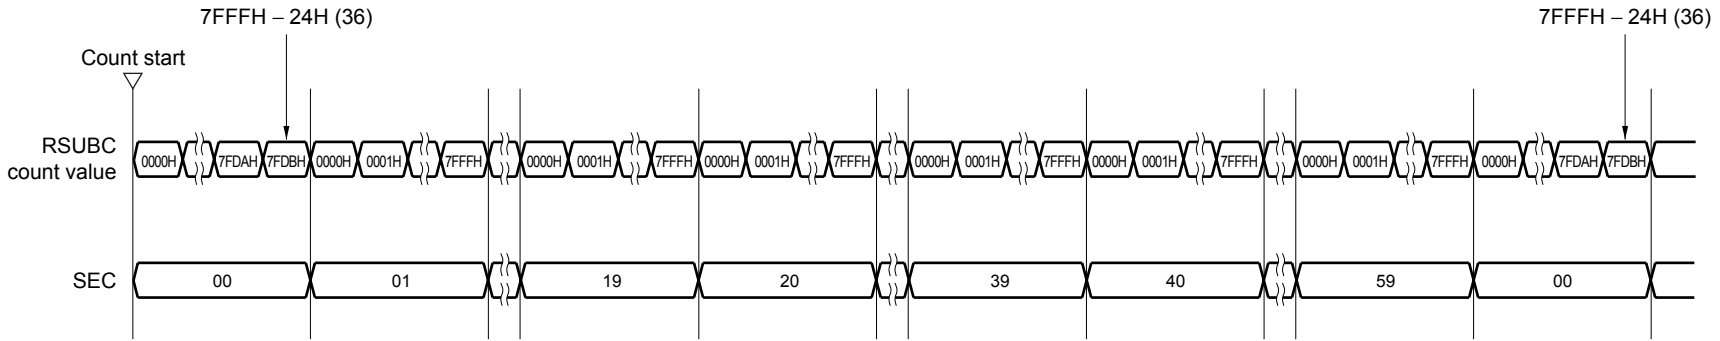 7FFFH – 24H (36) 7FFFH – 24H (36)
Count start
RSUBC
count value
0000H 7FDAH 7FDBH 0000H 0001H 7FFFH 0000H 0001H 7FFFH 0000H 0001H 7FFFH 0000H 0001H 7FFFH 0000H 0001H 7FFFH 0000H 0001H 7FFFH 0000H 7FDAH 7FDBH
SEC 00 01 19 20 39 40 59 00